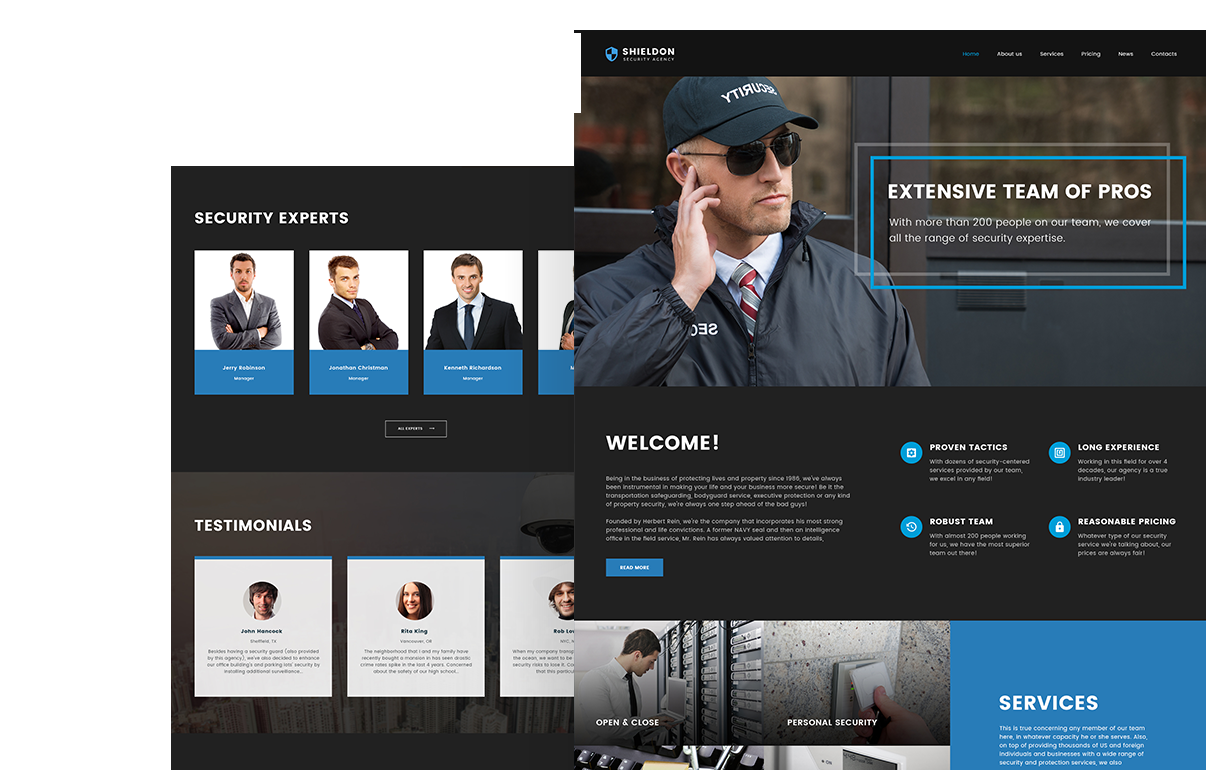 SHIELDON
SECURITY AGENCY
Home
About us
Services
Pricing
News
Contacts
SECURITY
SEC
EXTENSIVE TEAM OF PROS
With more than 200 people on our team, we cover
all the range of security expertise.
SECURITY EXPERTS
Jerry Robinson
Manager
Jonathan Christman
Manager
Kenneth Richardson
Manager
M
ALL EXPERTS
TESTIMONIALS
John Hancock
Sheffield, TX
Besides having a security guard (also provided
by this agency), we've also decided to enhance
our office building's and parking lots' security by
installing additional surveillance...
Rita King
Vancouver, OR
The neighborhood that I and my family have
recently bought a mansion in has seen drastic
crime rates spike in the last 4 years. Concerned
about the safety of our high school...
Rob Lov
NYC, N
When my company transp
the ocean, we want to be
security risks to lose it. Co
that this particu
WELCOME!
Being in the business of protecting lives and property since 1986, we've always
been instrumental in making your life and your business more secure! Be it the
transportation safeguarding, bodyguard service, executive protection or any kind
of property security, we're always one step ahead of the bad guys!
Founded by Herbert Rein, we're the company that incorporates his most strong
professional and life convictions. A former NAVY seal and then an intelligence
office in the field service, Mr. Rein has always valued attention to details,
READ MORE
PROVEN TACTICS
With dozens of security-centered
services provided by our team,
we excel in any field!
LONG EXPERIENCE
Working in this field for over 4
decades, our agency is a true
industry leader!
ROBUST TEAM
With almost 200 people working
for us, we have the most superior
team out there!
REASONABLE PRICING
Whatever type of our security
service we're talking about, our
prices are always fair!
OPEN & CLOSE
PERSONAL SECURITY
ON
SERVICES
This is true concerning any member of our team
here, in whatever capacity he or she serves. Also,
on top of providing thousands of US and foreign
individuals and businesses with a wide range of
security and protection services, we also